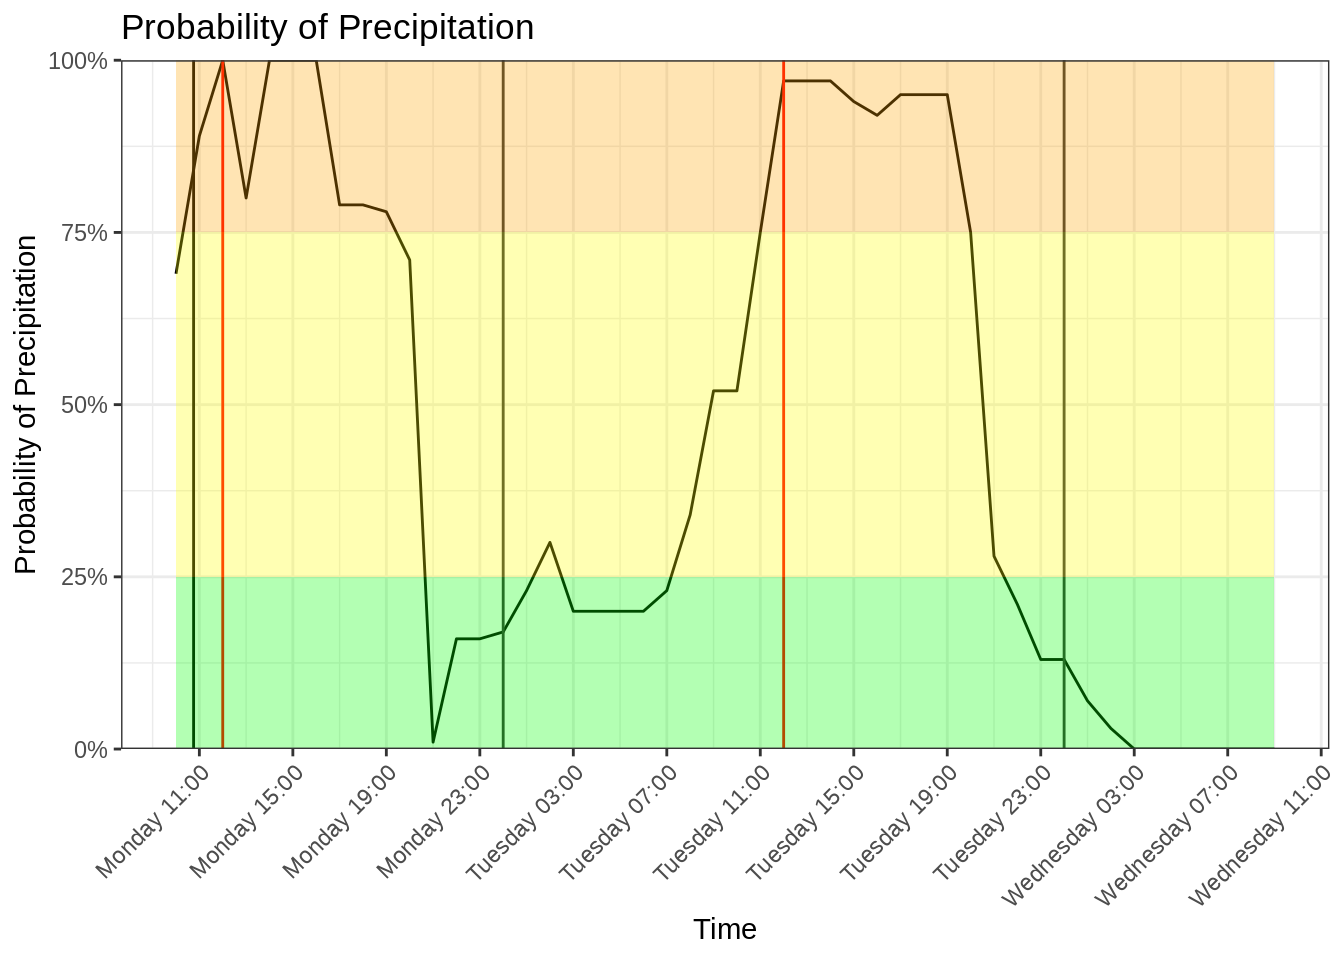 Probability of Precipitation
100%
75%
50%
25%
0%
Probability of Precipitation
Monday 11:00
Monday 15:00
Monday 19:00
Monday 23:00
Tuesday 03:00
Tuesday 07:00
Tuesday 11:00
Tuesday 15:00
Tuesday 19:00
Tuesday 23:00
Wednesday 03:00
Wednesday 07:00
Wednesday 11:00
Time